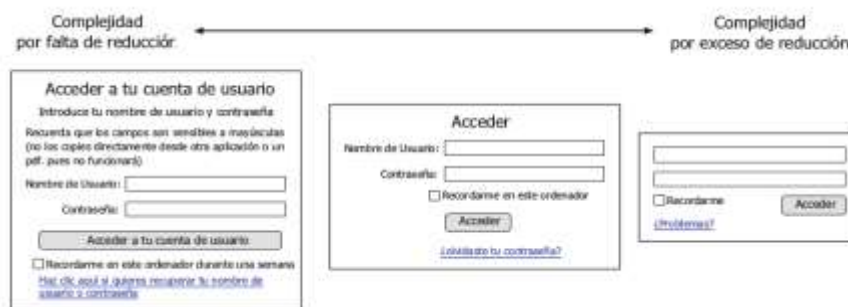 Complejidad
por falta de reducción
Complejidad
por exceso de reducción
Acceder a tu cuenta de usuario
Introduce tu nombre de usuario y contraseña
Recuerda que los campos son sensibles a mayúsculas
(no los copies directamente desde otra aplicación o un
pdf. pues no funcionará)
Nombre de Usuario:
Contraseña:
Acceder a tu cuenta de usuario
Recordarme en este ordenador durante una semana
Haz clic aquí si quieres recuperar tu nombre de
usuario o contraseña
Acceder
Nombre de Usuario:
Contraseña:
Recordarme en este ordenador
Acceder
¿olvidaste tu contraseña?
Recordarme
Acceder
¿Problemas?